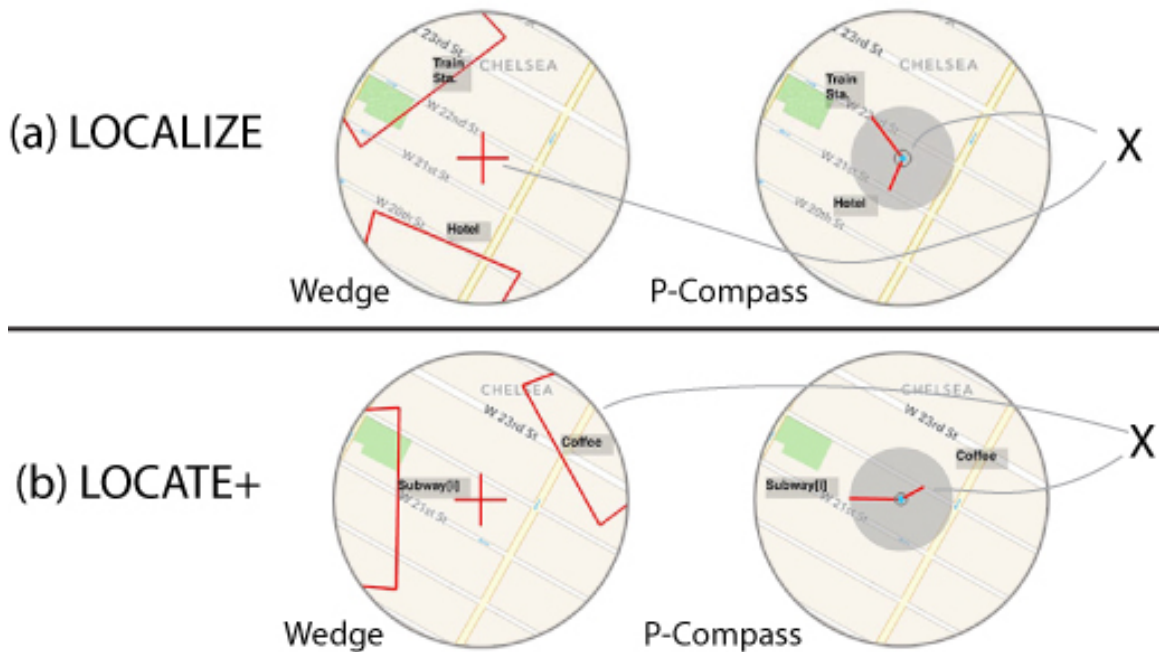 W 23rd St
CHELSEA
Train
Sta.
W 22nd St
W 21st St
W 20th St
Hotel
W 23rd St
CHELSEA
Train
Sta.
W 22nd St
W 21st St
Hotel
W 20th St
(a) LOCALIZE
X
Wedge
P-Compass
CHELSEA
W 23rd St
Coffee
Subway[i]
W 21st St
CHELSEA
W 23rd St
Coffee
Subway[i]
W 21st St
(b) LOCATE+
X
Wedge
P-Compass